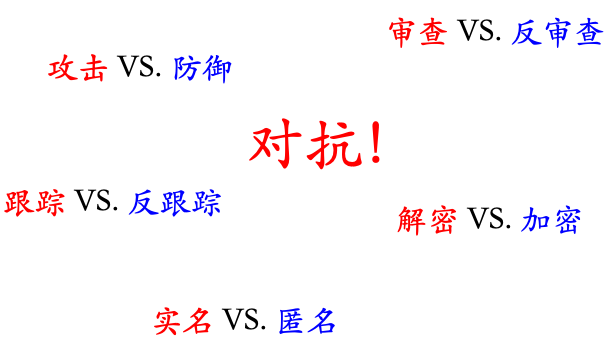 审查 VS. 反审查
攻击 VS. 防御
对抗!
跟踪 VS. 反跟踪
解密 VS. 加密
实名 VS. 匿名